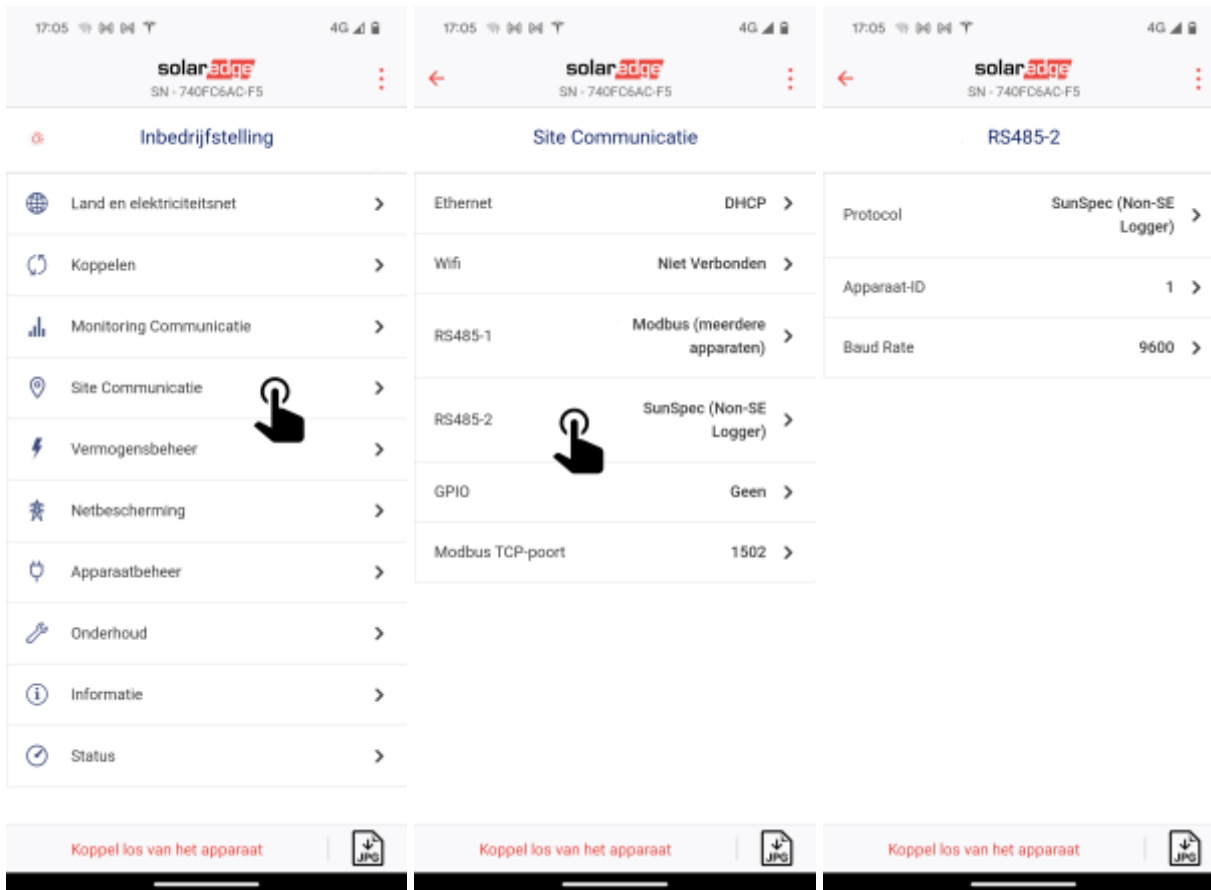 17:05
4G
solaredge
SN - 740FC6AC-F5
Inbedrijfstelling
Land en elektriciteitsnet
Koppelen
Monitoring Communicatie
Site Communicatie
Vermogensbeheer
Netbescherming
Apparaatbeheer
Onderhoud
Informatie
Status
Koppel los van het apparaat
JPG
17:05
4G
solaredge
SN - 740FC6AC-F5
Site Communicatie
Ethernet DHCP
Wifi Niet Verbonden
RS485-1 Modbus (meerdere
apparaten)
RS485-2 SunSpec (Non-SE
Logger)
GPIO Geen
Modbus TCP-poort 1502
Koppel los van het apparaat
JPG
17:05
4G
solaredge
SN - 740FC6AC-F5
RS485-2
Protocol SunSpec (Non-SE
Logger)
Apparaat-ID 1
Baud Rate 9600
Koppel los van het apparaat
JPG